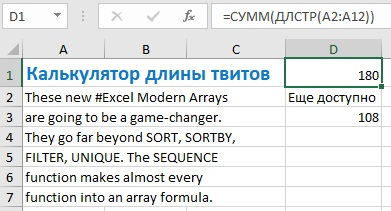 D1 fx =СУММ(ДЛСТР(A2:A12))
A B C D
1 Калькулятор длины твитов 180
2 These new #Excel Modern Arrays Еще доступно
3 are going to be a game-changer. 108
4 They go far beyond SORT, SORTBY,
5 FILTER, UNIQUE. The SEQUENCE
6 function makes almost every
7 function into an array formula.